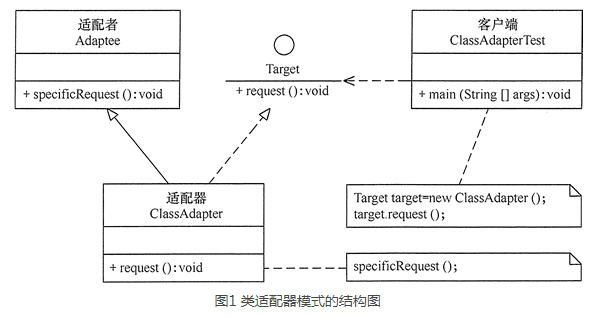 适配者
Adaptee
+ specificRequest (): void
Target
+ request (): void
客户端
ClassAdapterTest
+ main (String [] args): void
适配器
ClassAdapter
+ request (): void
Target target=new ClassAdapter ();
target.request ();
specificRequest ();
图1 类适配器模式的结构图